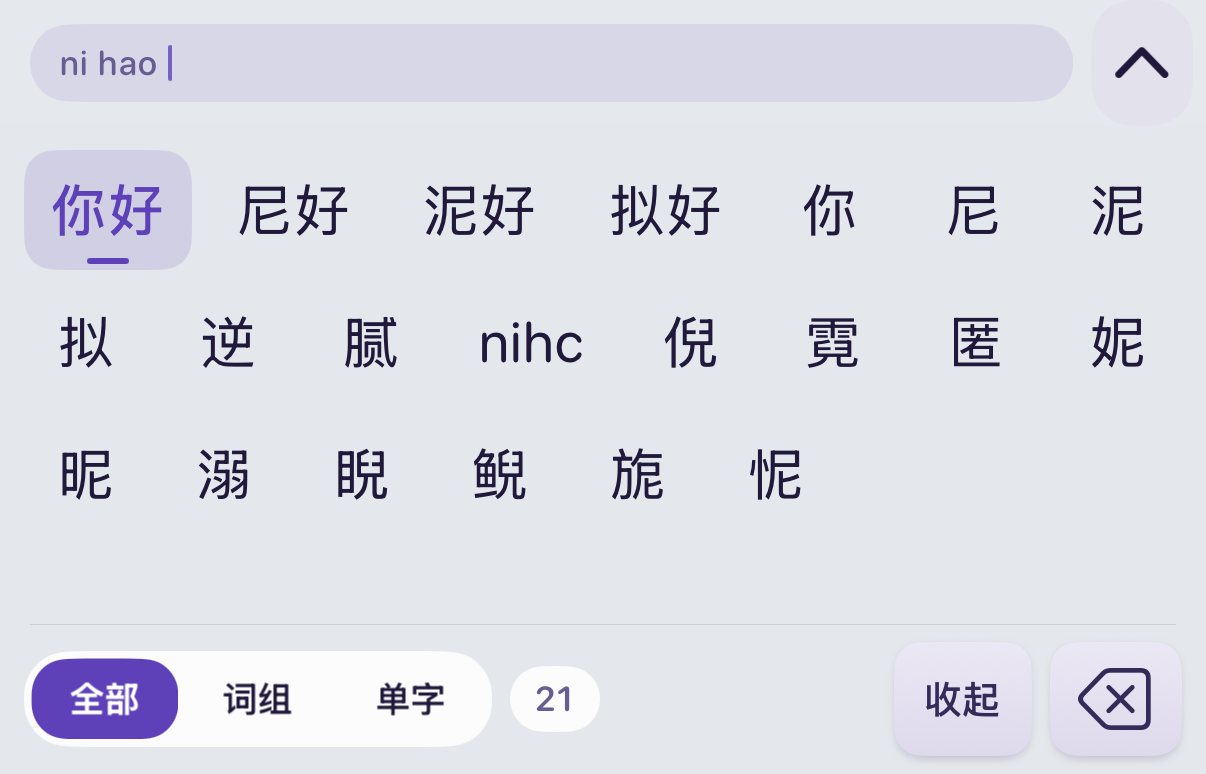 ni hao
你好 尼好 泥好 拟好 你 尼 泥
拟 逆 腻 nihc 倪 霓 匿 妮
昵 溺 睨 鲵 旎 怩
全部 词组 单字 21 收起